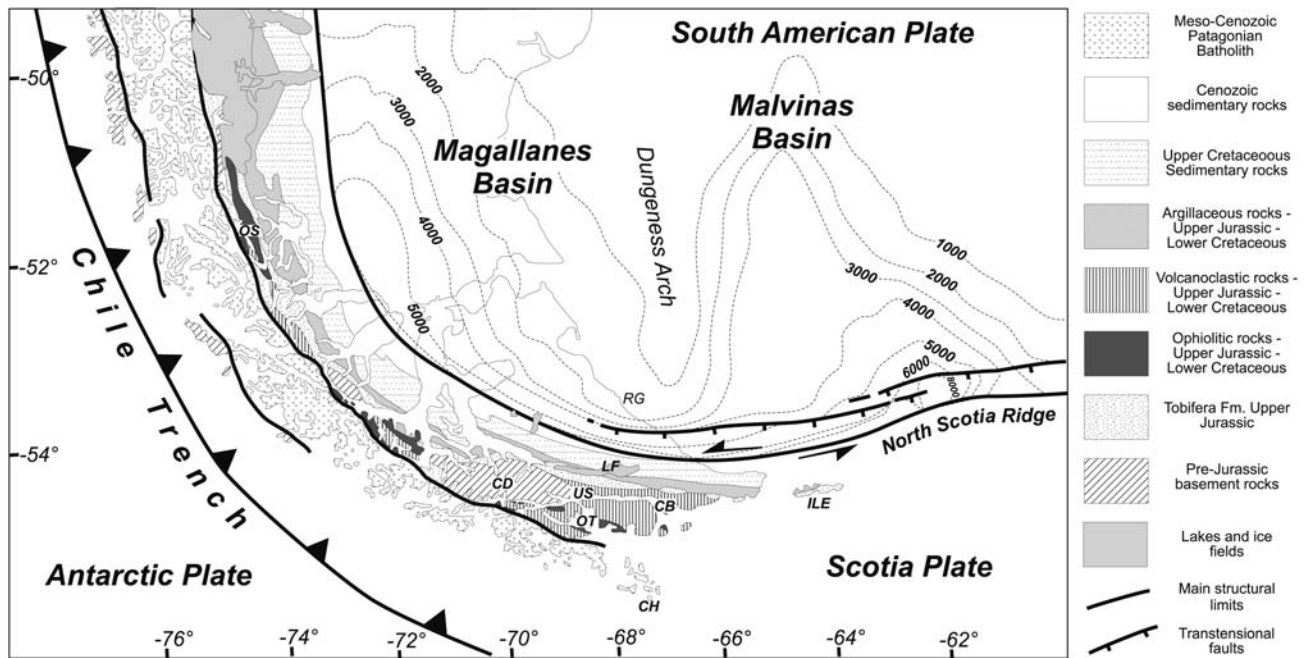 South American Plate
Malvinas
Basin
Magallanes
Basin
Dungeness Arch
2000
3000
4000
5000
1000
2000
3000
4000
5000
6000
8000
OS
RG
North Scotia Ridge
LF
CD
US
CB
OT
ILE
CH
Chile Trench
Antarctic Plate
Scotia Plate
-50°
-52°
-54°
-76°
-74°
-72°
-70°
-68°
-66°
-64°
-62°
Meso-Cenozoic
Patagonian
Batholith
Cenozoic
sedimentary rocks
Upper Cretaceoous
Sedimentary rocks
Argillaceous rocks -
Upper Jurassic -
Lower Cretaceous
Volcanoclastic rocks -
Upper Jurassic -
Lower Cretaceous
Ophiolitic rocks -
Upper Jurassic -
Lower Cretaceous
Tobifera Fm. Upper
Jurassic
Pre-Jurassic
basement rocks
Lakes and ice
fields
Main structural
limits
Transtensional
faults